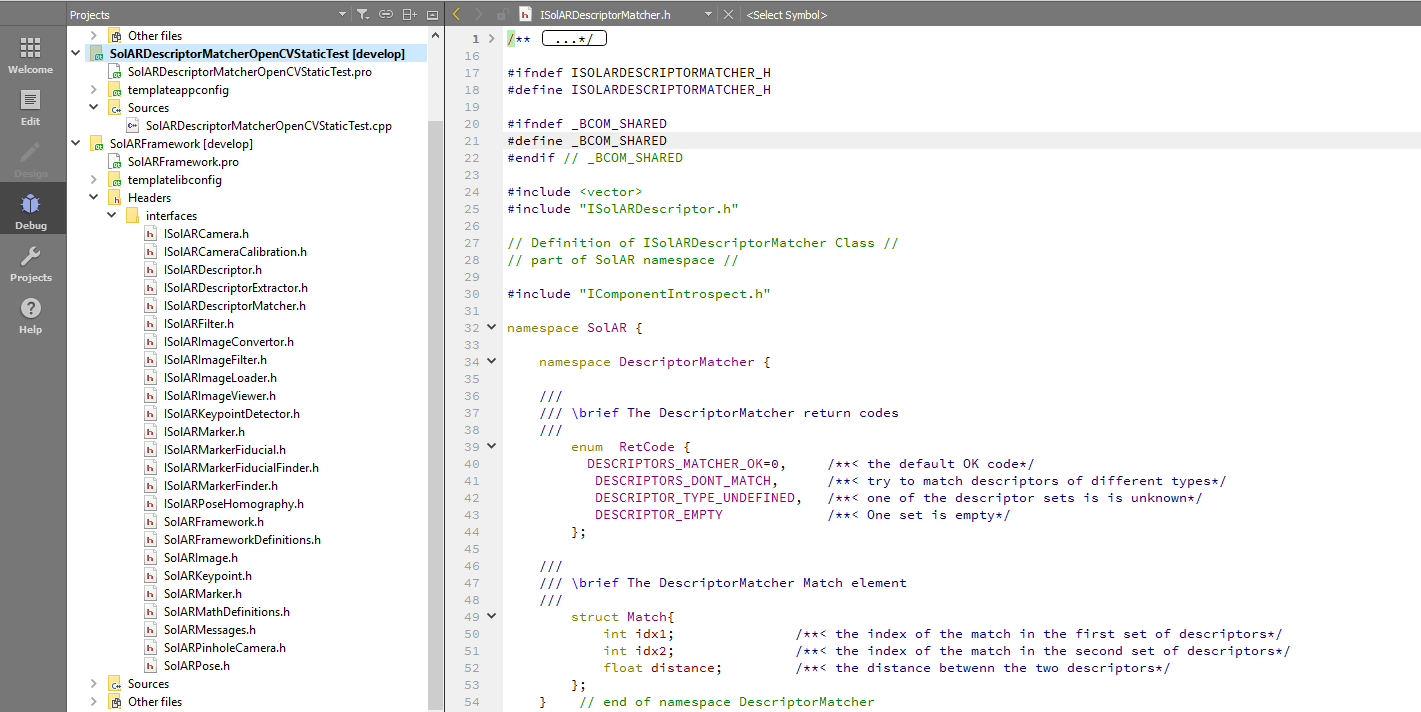 Projects
ISolARDescriptorMatcher.h
<Select Symbol>
Welcome
Edit
Design
Debug
Projects
Help
Other files
SolARDescriptorMatcherOpenCVStaticTest [develop]
SolARDescriptorMatcherOpenCVStaticTest.pro
templateappconfig
Sources
SolARDescriptorMatcherOpenCVStaticTest.cpp
SolARFramework [develop]
SolARFramework.pro
templatelibconfig
Headers
interfaces
ISolARCamera.h
ISolARCameraCalibration.h
ISolARDescriptor.h
ISolARDescriptorExtractor.h
ISolARDescriptorMatcher.h
ISolARFilter.h
ISolARImageConvertor.h
ISolARImageFilter.h
ISolARImageLoader.h
ISolARImageViewer.h
ISolARKeypointDetector.h
ISolARMarker.h
ISolARMarkerFiducial.h
ISolARMarkerFiducialFinder.h
ISolARMarkerFinder.h
ISolARPoseHomography.h
SolARFramework.h
SolARFrameworkDefinitions.h
SolARImage.h
SolARKeypoint.h
SolARMarker.h
SolARMathDefinitions.h
SolARMessages.h
SolARPinholeCamera.h
SolARPose.h
Sources
Other files
1 /** ...*/
16
17 #ifndef ISOLARDESCRIPTORMATCHER_H
18 #define ISOLARDESCRIPTORMATCHER_H
19
20 #ifndef _BCOM_SHARED
21 #define _BCOM_SHARED
22 #endif // _BCOM_SHARED
23
24 #include <vector>
25 #include "ISolARDescriptor.h"
26
27 // Definition of ISolARDescriptorMatcher Class //
28 // part of SolAR namespace //
29
30 #include "IComponentIntrospect.h"
31
32 namespace SolAR {
33
34 namespace DescriptorMatcher {
35
36 ///
37 /// \brief The DescriptorMatcher return codes
38 ///
39 enum  RetCode {
40 DESCRIPTORS_MATCHER_OK=0, /**< the default OK code*/
41 DESCRIPTORS_DONT_MATCH, /**< try to match descriptors of different types*/
42 DESCRIPTOR_TYPE_UNDEFINED, /**< one of the descriptor sets is is unknown*/
43 DESCRIPTOR_EMPTY /**< One set is empty*/
44 };
45
46 ///
47 /// \brief The DescriptorMatcher Match element
48 ///
49 struct Match{
50 int idx1; /**< the index of the match in the first set of descriptors*/
51 int idx2; /**< the index of the match in the second set of descriptors*/
52 float distance; /**< the distance betwenn the two descriptors*/
53 };
54 } // end of namespace DescriptorMatcher